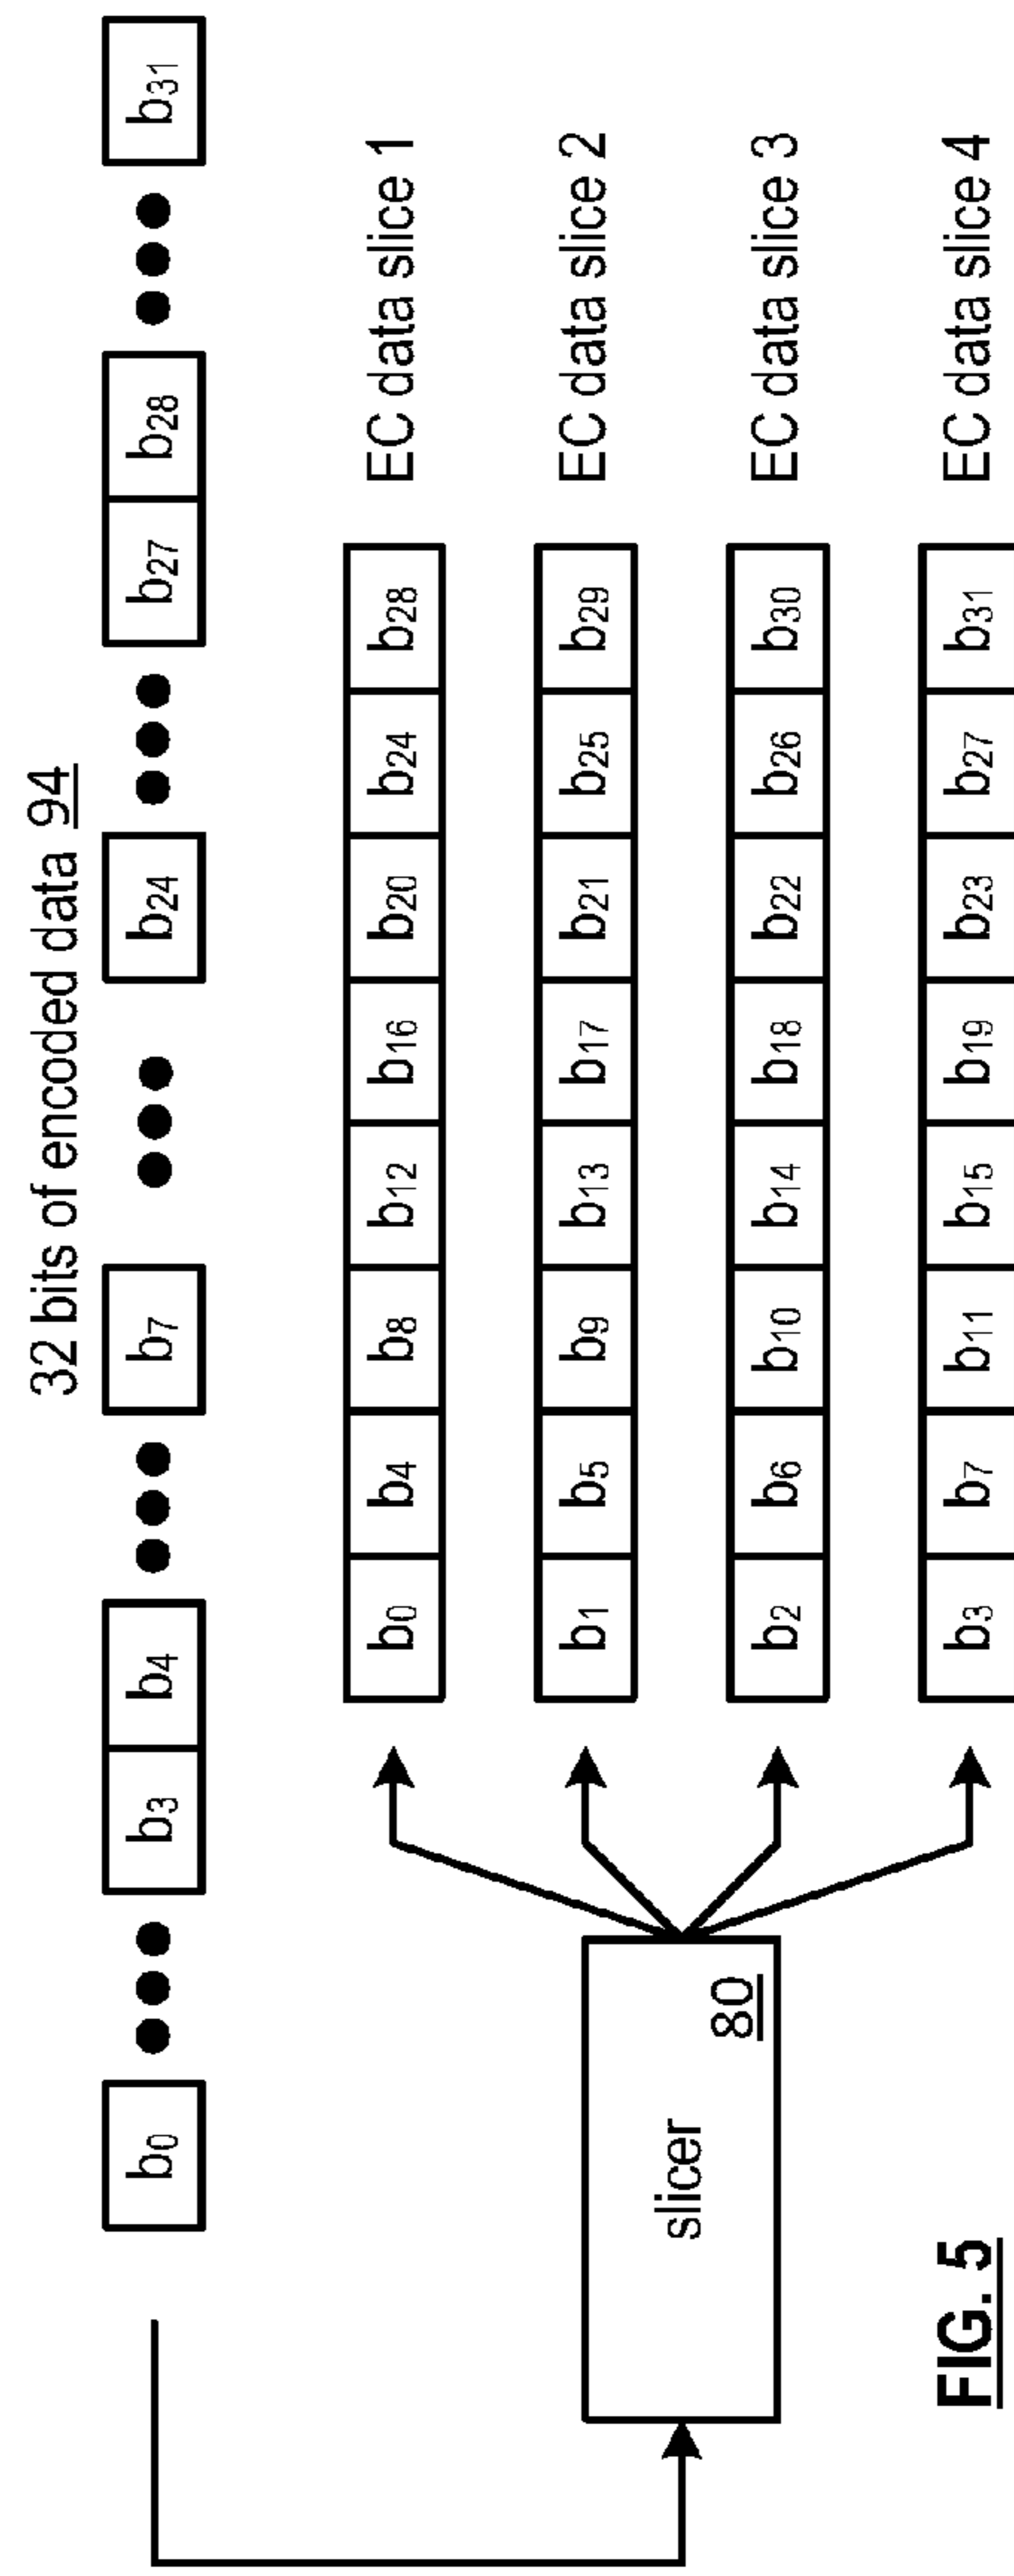 32 bits of encoded data 94
b0 b3 b4 b7 b24 b27 b28 b31
b0 b4 b8 b12 b16 b20 b24 b28 EC data slice 1
b1 b5 b9 b13 b17 b21 b25 b29 EC data slice 2
slicer 80
b2 b6 b10 b14 b18 b22 b26 b30 EC data slice 3
b3 b7 b11 b15 b19 b23 b27 b31 EC data slice 4
FIG. 5